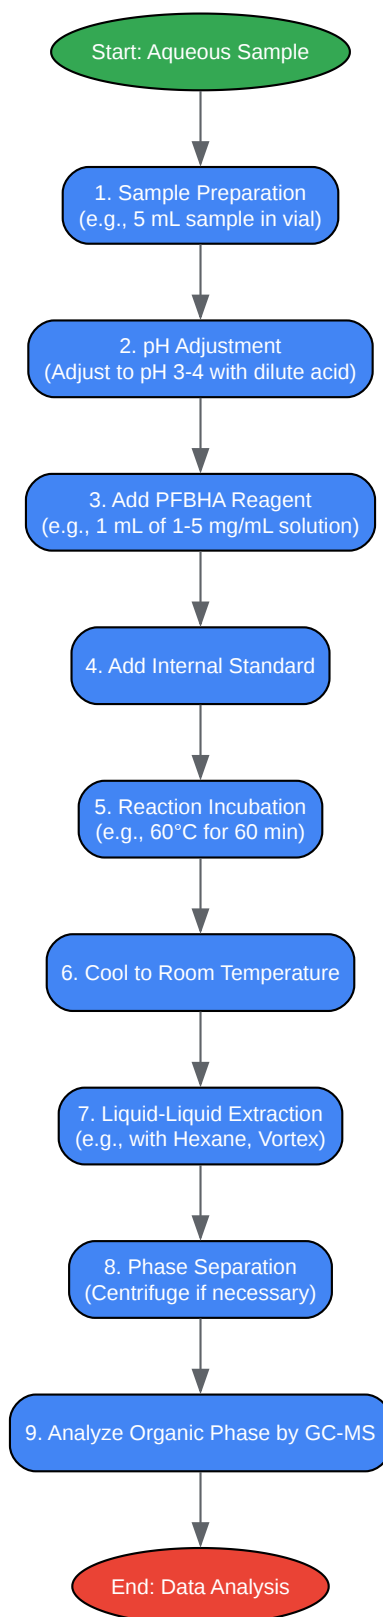 Start: Aqueous Sample
1. Sample Preparation
(e.g., 5 mL sample in vial)
2. pH Adjustment
(Adjust to pH 3-4 with dilute acid)
3. Add PFBHA Reagent
(e.g., 1 mL of 1-5 mg/mL solution)
4. Add Internal Standard
5. Reaction Incubation
(e.g., 60°C for 60 min)
6. Cool to Room Temperature
7. Liquid-Liquid Extraction
(e.g., with Hexane, Vortex)
8. Phase Separation
(Centrifuge if necessary)
9. Analyze Organic Phase by GC-MS
End: Data Analysis